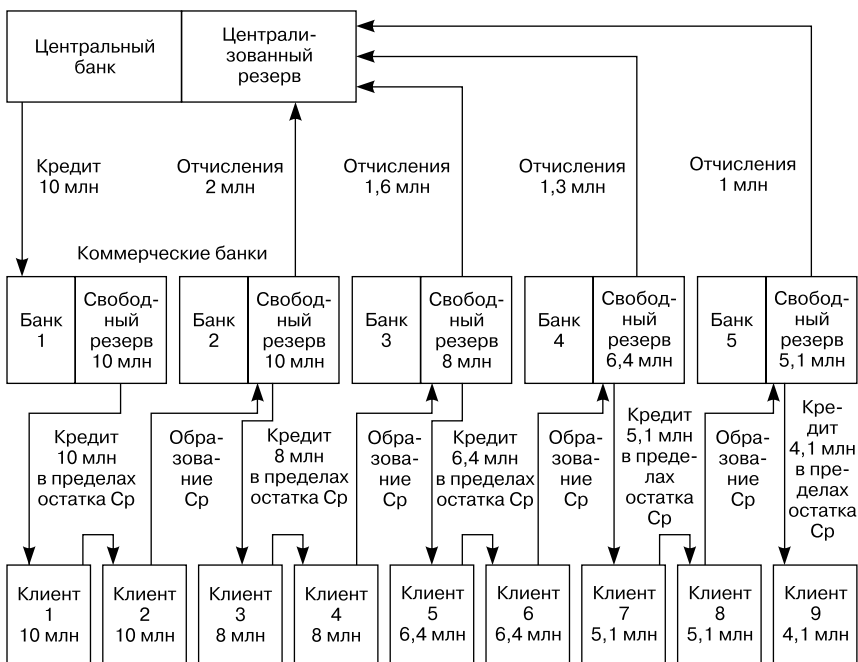 Центральный
банк
Централи-
зованный
резерв
Кредит
10 млн
Отчисления
2 млн
Отчисления
1,6 млн
Отчисления
1,3 млн
Отчисления
1 млн
Коммерческие банки
Банк
1
Свобод-
ный
резерв
10 млн
Банк
2
Свобод-
ный
резерв
10 млн
Банк
3
Свобод-
ный
резерв
8 млн
Банк
4
Свобод-
ный
резерв
6,4 млн
Банк
5
Свобод-
ный
резерв
5,1 млн
Кредит
10 млн
в пределах
остатка Ср
Обра-
зова-
ние
Ср
Кредит
8 млн
в пределах
остатка Ср
Обра-
зова-
ние
Ср
Кредит
6,4 млн
в пределах
остатка Ср
Обра-
зова-
ние
Ср
Кредит
5,1 млн
в преде-
лах
остатка
Ср
Обра-
зова-
ние
Ср
Кре-
дит
4,1 млн
в пре-
делах
остатка
Ср
Клиент
1
10 млн
Клиент
2
10 млн
Клиент
3
8 млн
Клиент
4
8 млн
Клиент
5
6,4 млн
Клиент
6
6,4 млн
Клиент
7
5,1 млн
Клиент
8
5,1 млн
Клиент
9
4,1 млн